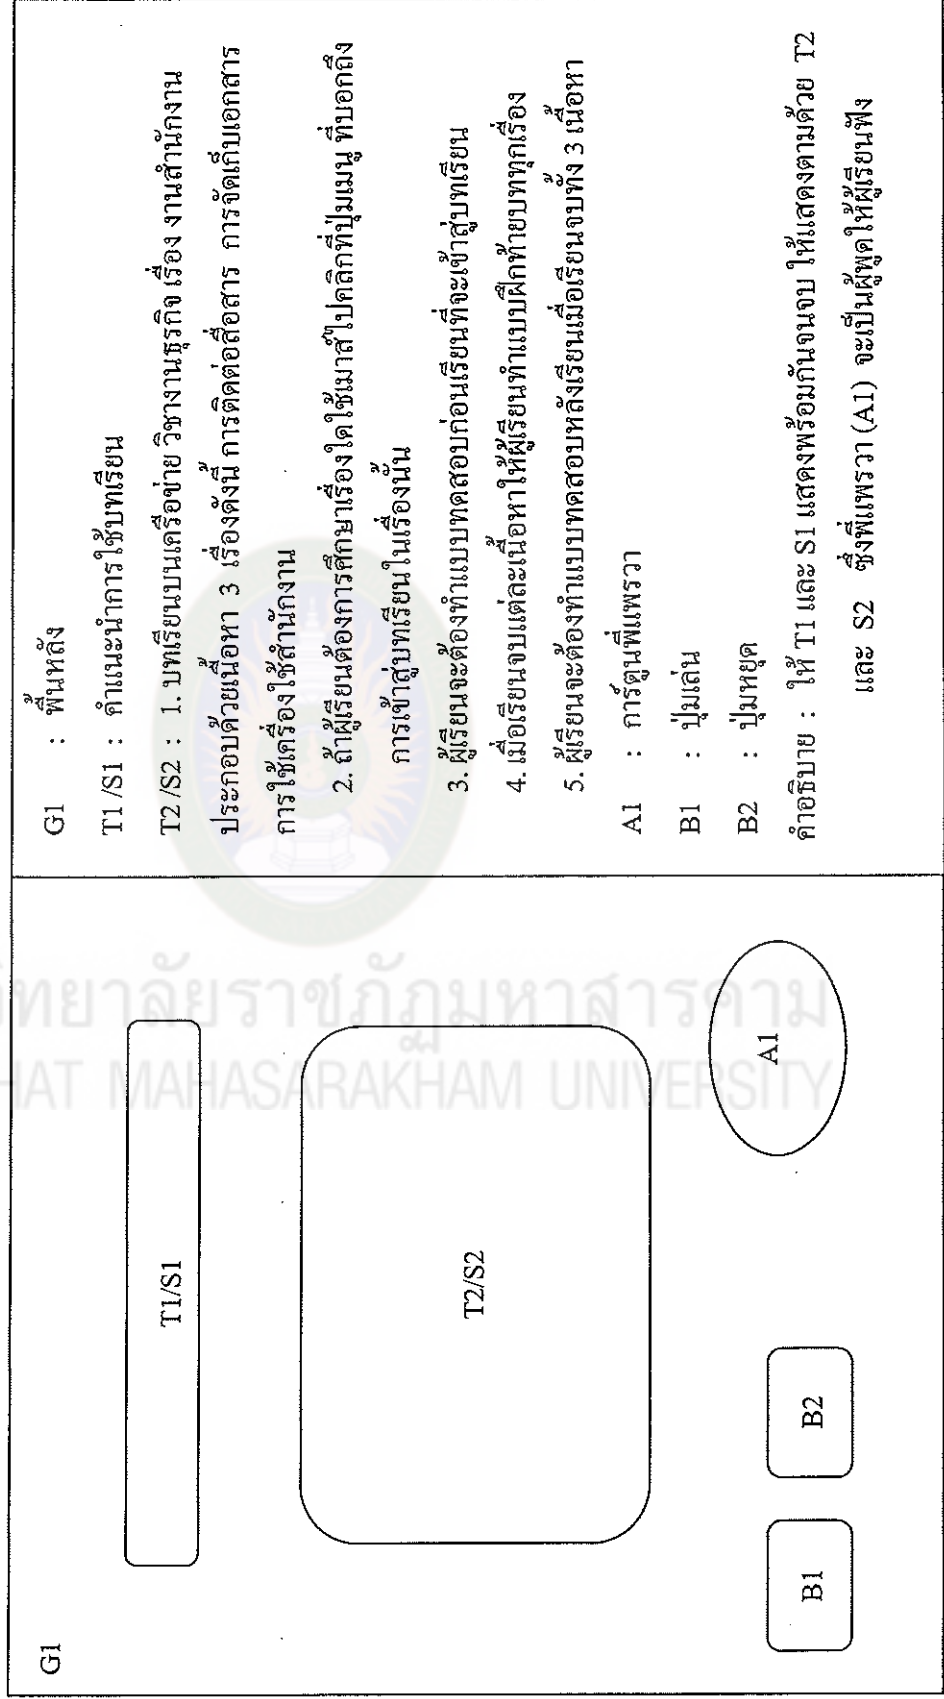 G1
T1/S1
T2/S2
B1
B2
A1
G1 : พื้นหลัง
T1 /S1 : คำแนะนำการใช้บทเรียน
T2 /S2 : 1. บทเรียนบนเครือข่าย วิชางานธุรกิจ เรื่อง งานสำนักงาน
ประกอบด้วยเนื้อหา 3 เรื่องดังนี้ การติดต่อสื่อสาร การจัดเก็บเอกสาร
การใช้เครื่องใช้สำนักงาน
2. ถ้าผู้เรียนต้องการศึกษาเรื่องใดใช้เมาส์ไปคลิกที่ปุ่มเมนู ที่บอกถึง
การเข้าสู่บทเรียนในเรื่องนั้น
3. ผู้เรียนจะต้องทำแบบทดสอบก่อนเรียนที่จะเข้าสู่บทเรียน
4. เมื่อเรียนจบแต่ละเนื้อหาให้ผู้เรียนทำแบบฝึกท้ายบททุกเรื่อง
5. ผู้เรียนจะต้องทำแบบทดสอบหลังเรียนเมื่อเรียนจบทั้ง 3 เนื้อหา
A1 : การ์ตูนพี่แพรวา
B1 : ปุ่มเล่น
B2 : ปุ่มหยุด
คำอธิบาย : ให้ T1 และ S1 แสดงพร้อมกันจนจบ ให้แสดงตามด้วย T2
และ S2 ซึ่งพี่แพรวา (A1) จะเป็นผู้พูดให้ผู้เรียนฟัง
ทยาลัยราชภัฏมหาสารคาม
HAT MAHASARAKHAM UNIVERSITY